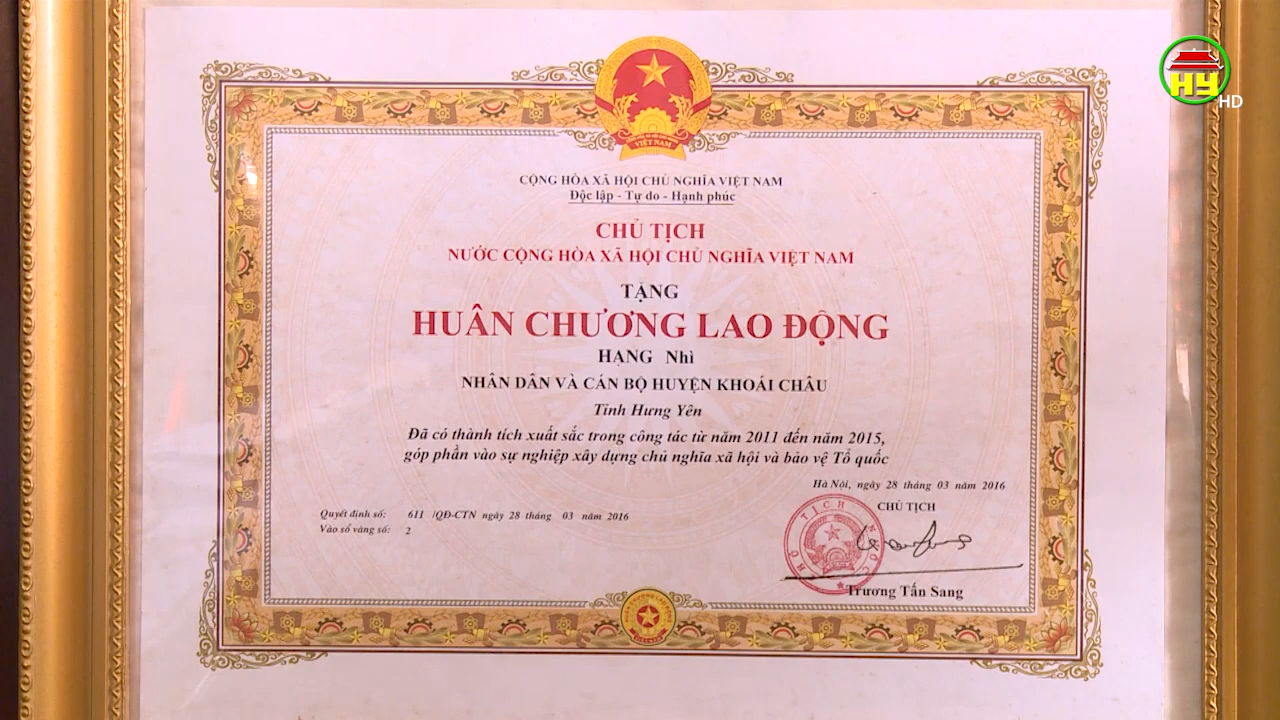 HY
HD
VIỆT NAM
CỘNG HÒA XÃ HỘI CHỦ NGHĨA VIỆT NAM
Độc lập - Tự do - Hạnh phúc
CHỦ TỊCH
NƯỚC CỘNG HÒA XÃ HỘI CHỦ NGHĨA VIỆT NAM
TẶNG
HUÂN CHƯƠNG LAO ĐỘNG
HẠNG Nhì
NHÂN DÂN VÀ CÁN BỘ HUYỆN KHOÁI CHÂU
Tỉnh Hưng Yên
Đã có thành tích xuất sắc trong công tác từ năm 2011 đến năm 2015,
góp phần vào sự nghiệp xây dựng chủ nghĩa xã hội và bảo vệ Tổ quốc
Hà Nội, ngày 28 tháng 03 năm 2016
Quyết định số: 611 /QĐ-CTN ngày 28 tháng 03 năm 2016
Vào sổ vàng số: 2
CHỦ TỊCH
TỊCH NƯỚC
Trương Tấn Sang